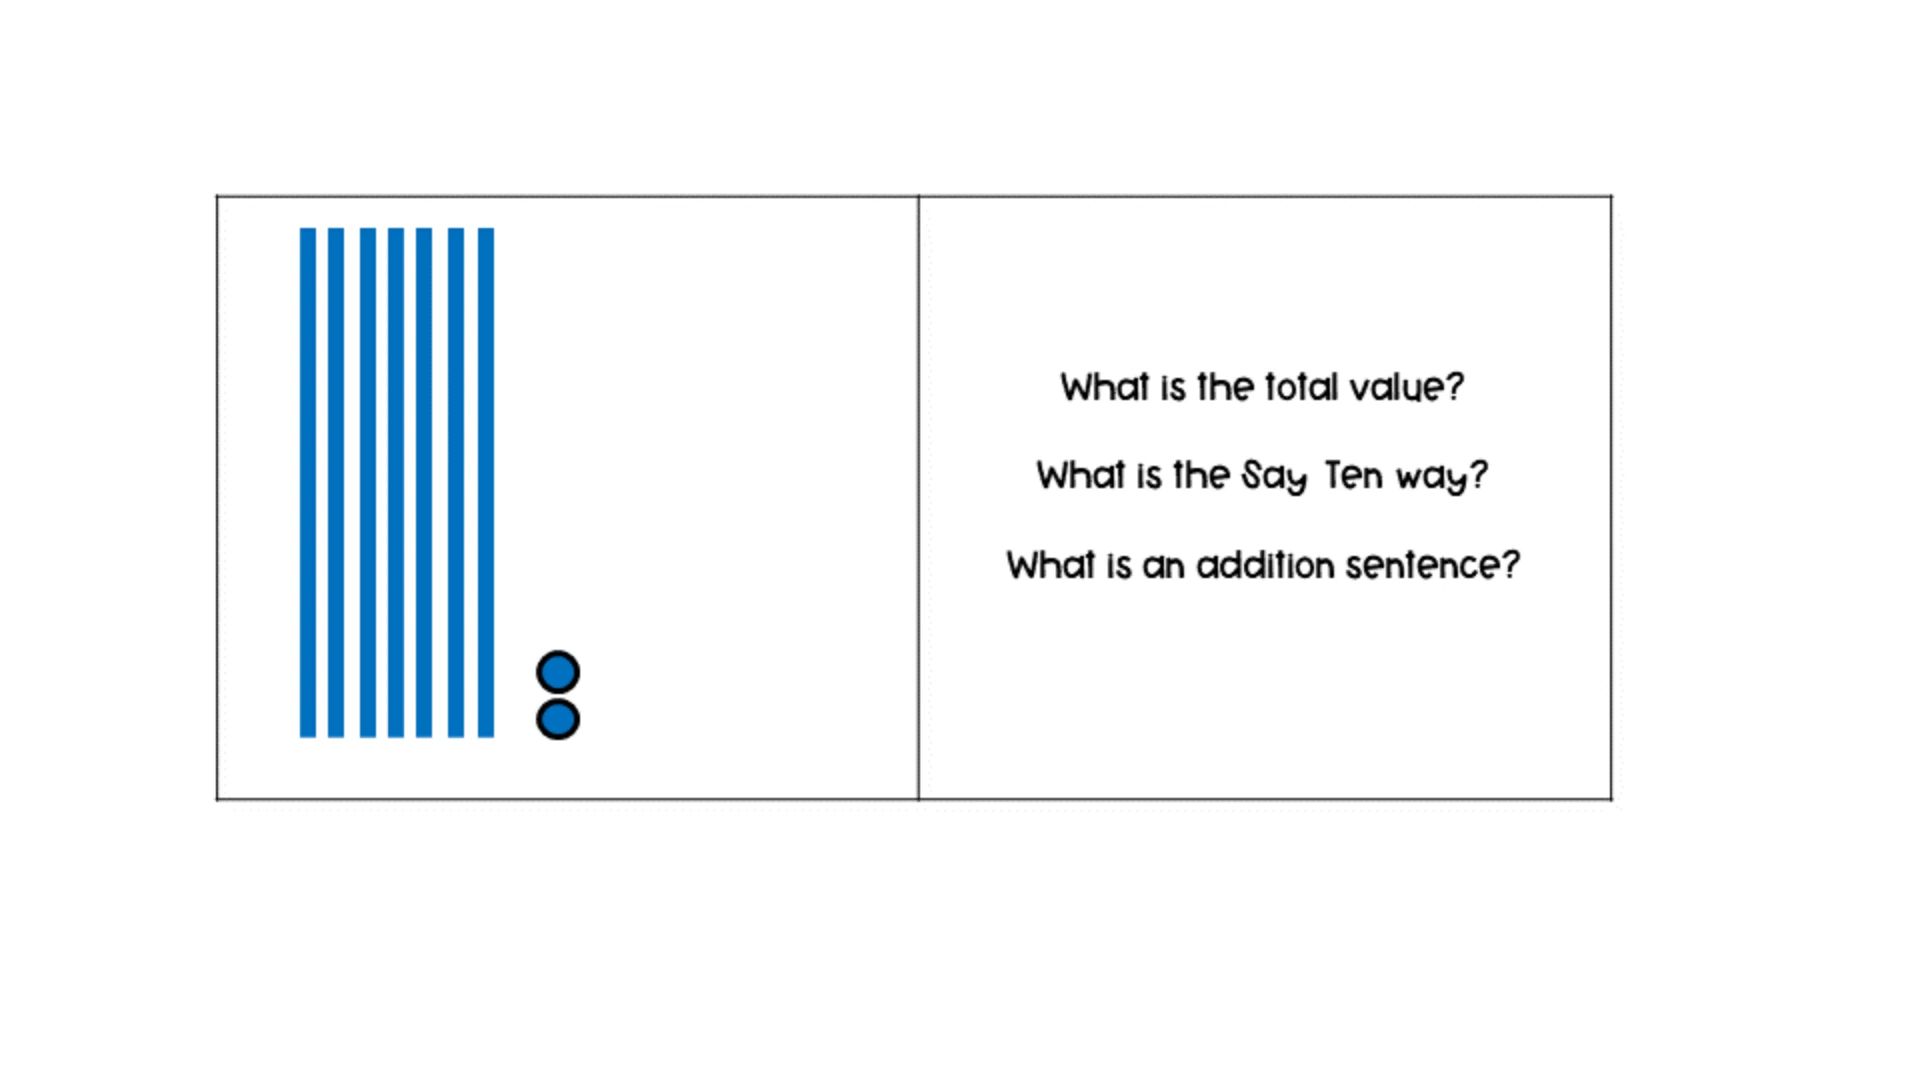 What is the total value?
What is the Say Ten way?
What is an addition sentence?